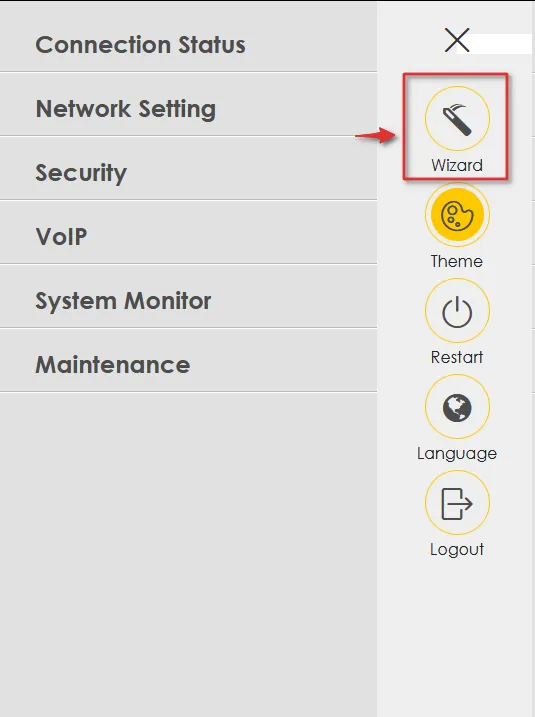 Connection Status
Network Setting
Security
VoIP
System Monitor
Maintenance
Wizard
Theme
Restart
Language
Logout